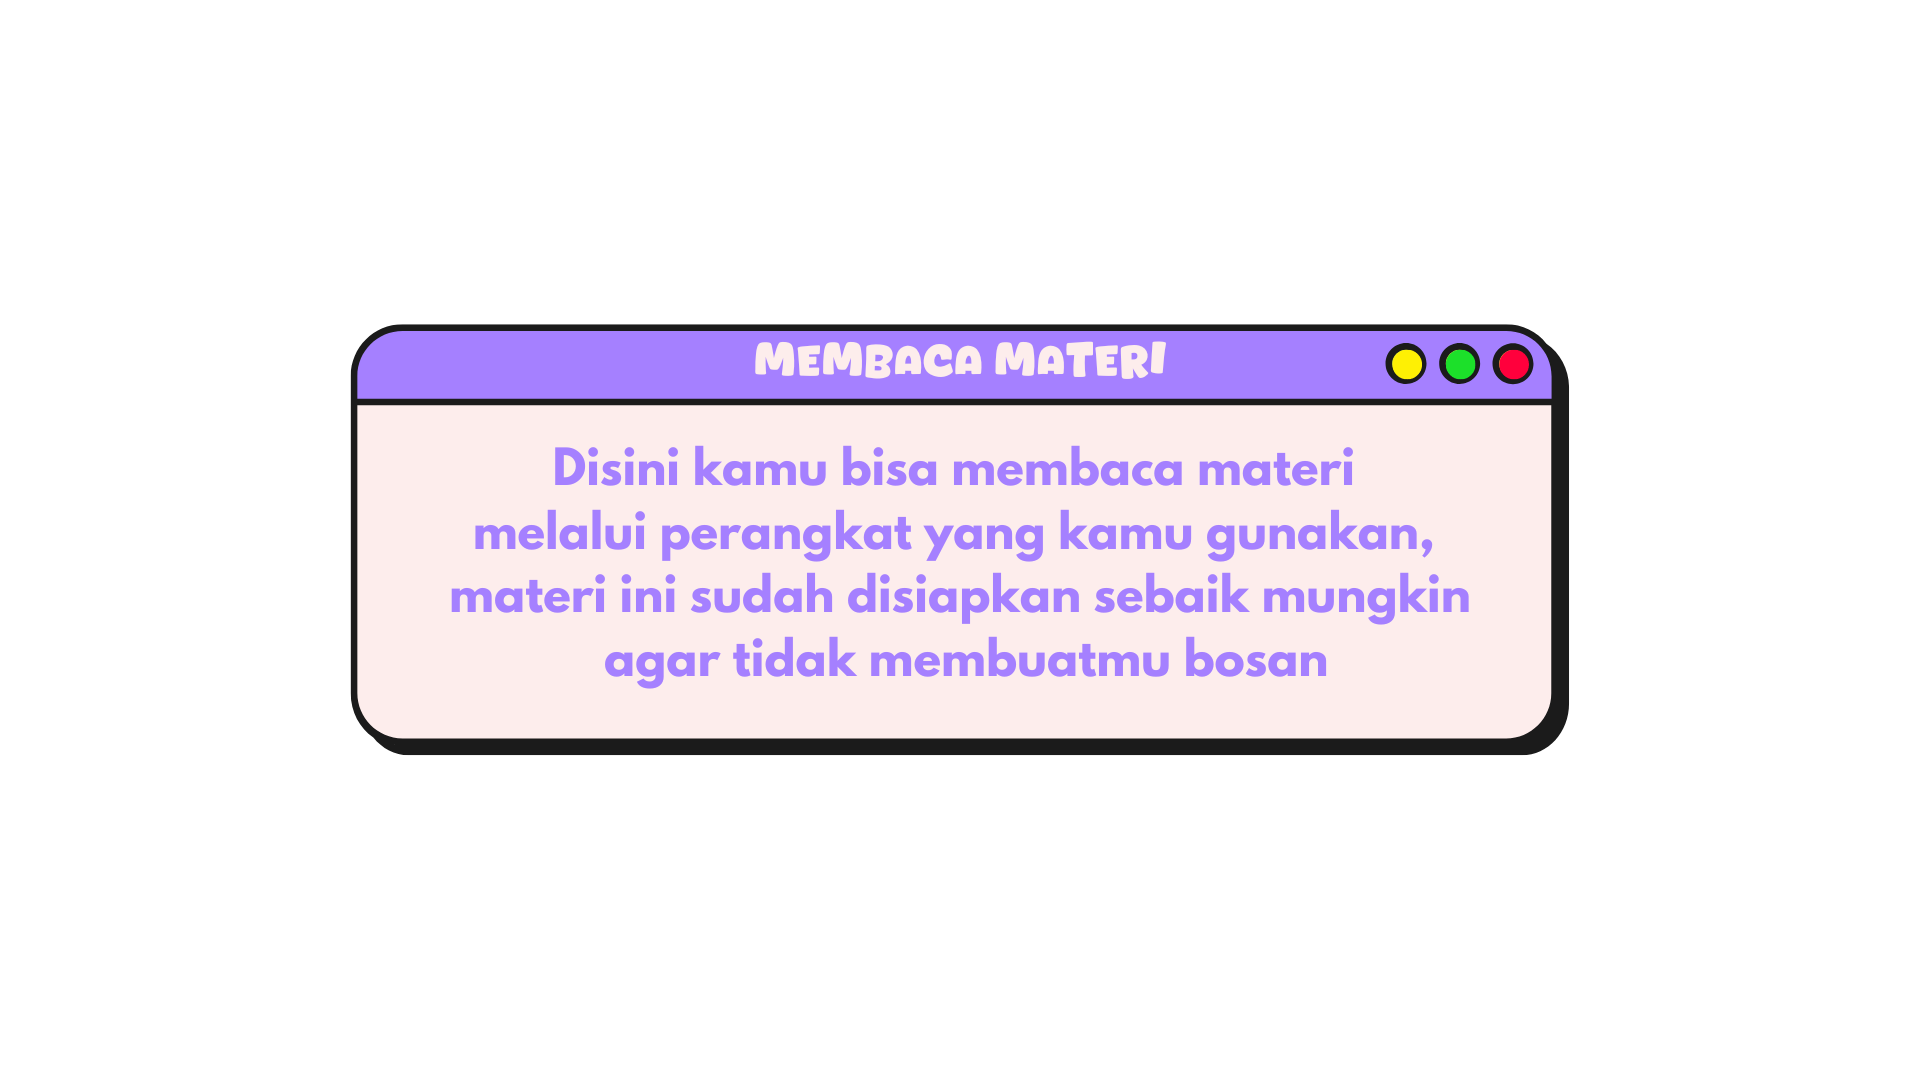 MEMBACA MATERI
Disini kamu bisa membaca materi
melalui perangkat yang kamu gunakan,
materi ini sudah disiapkan sebaik mungkin
agar tidak membuatmu bosan